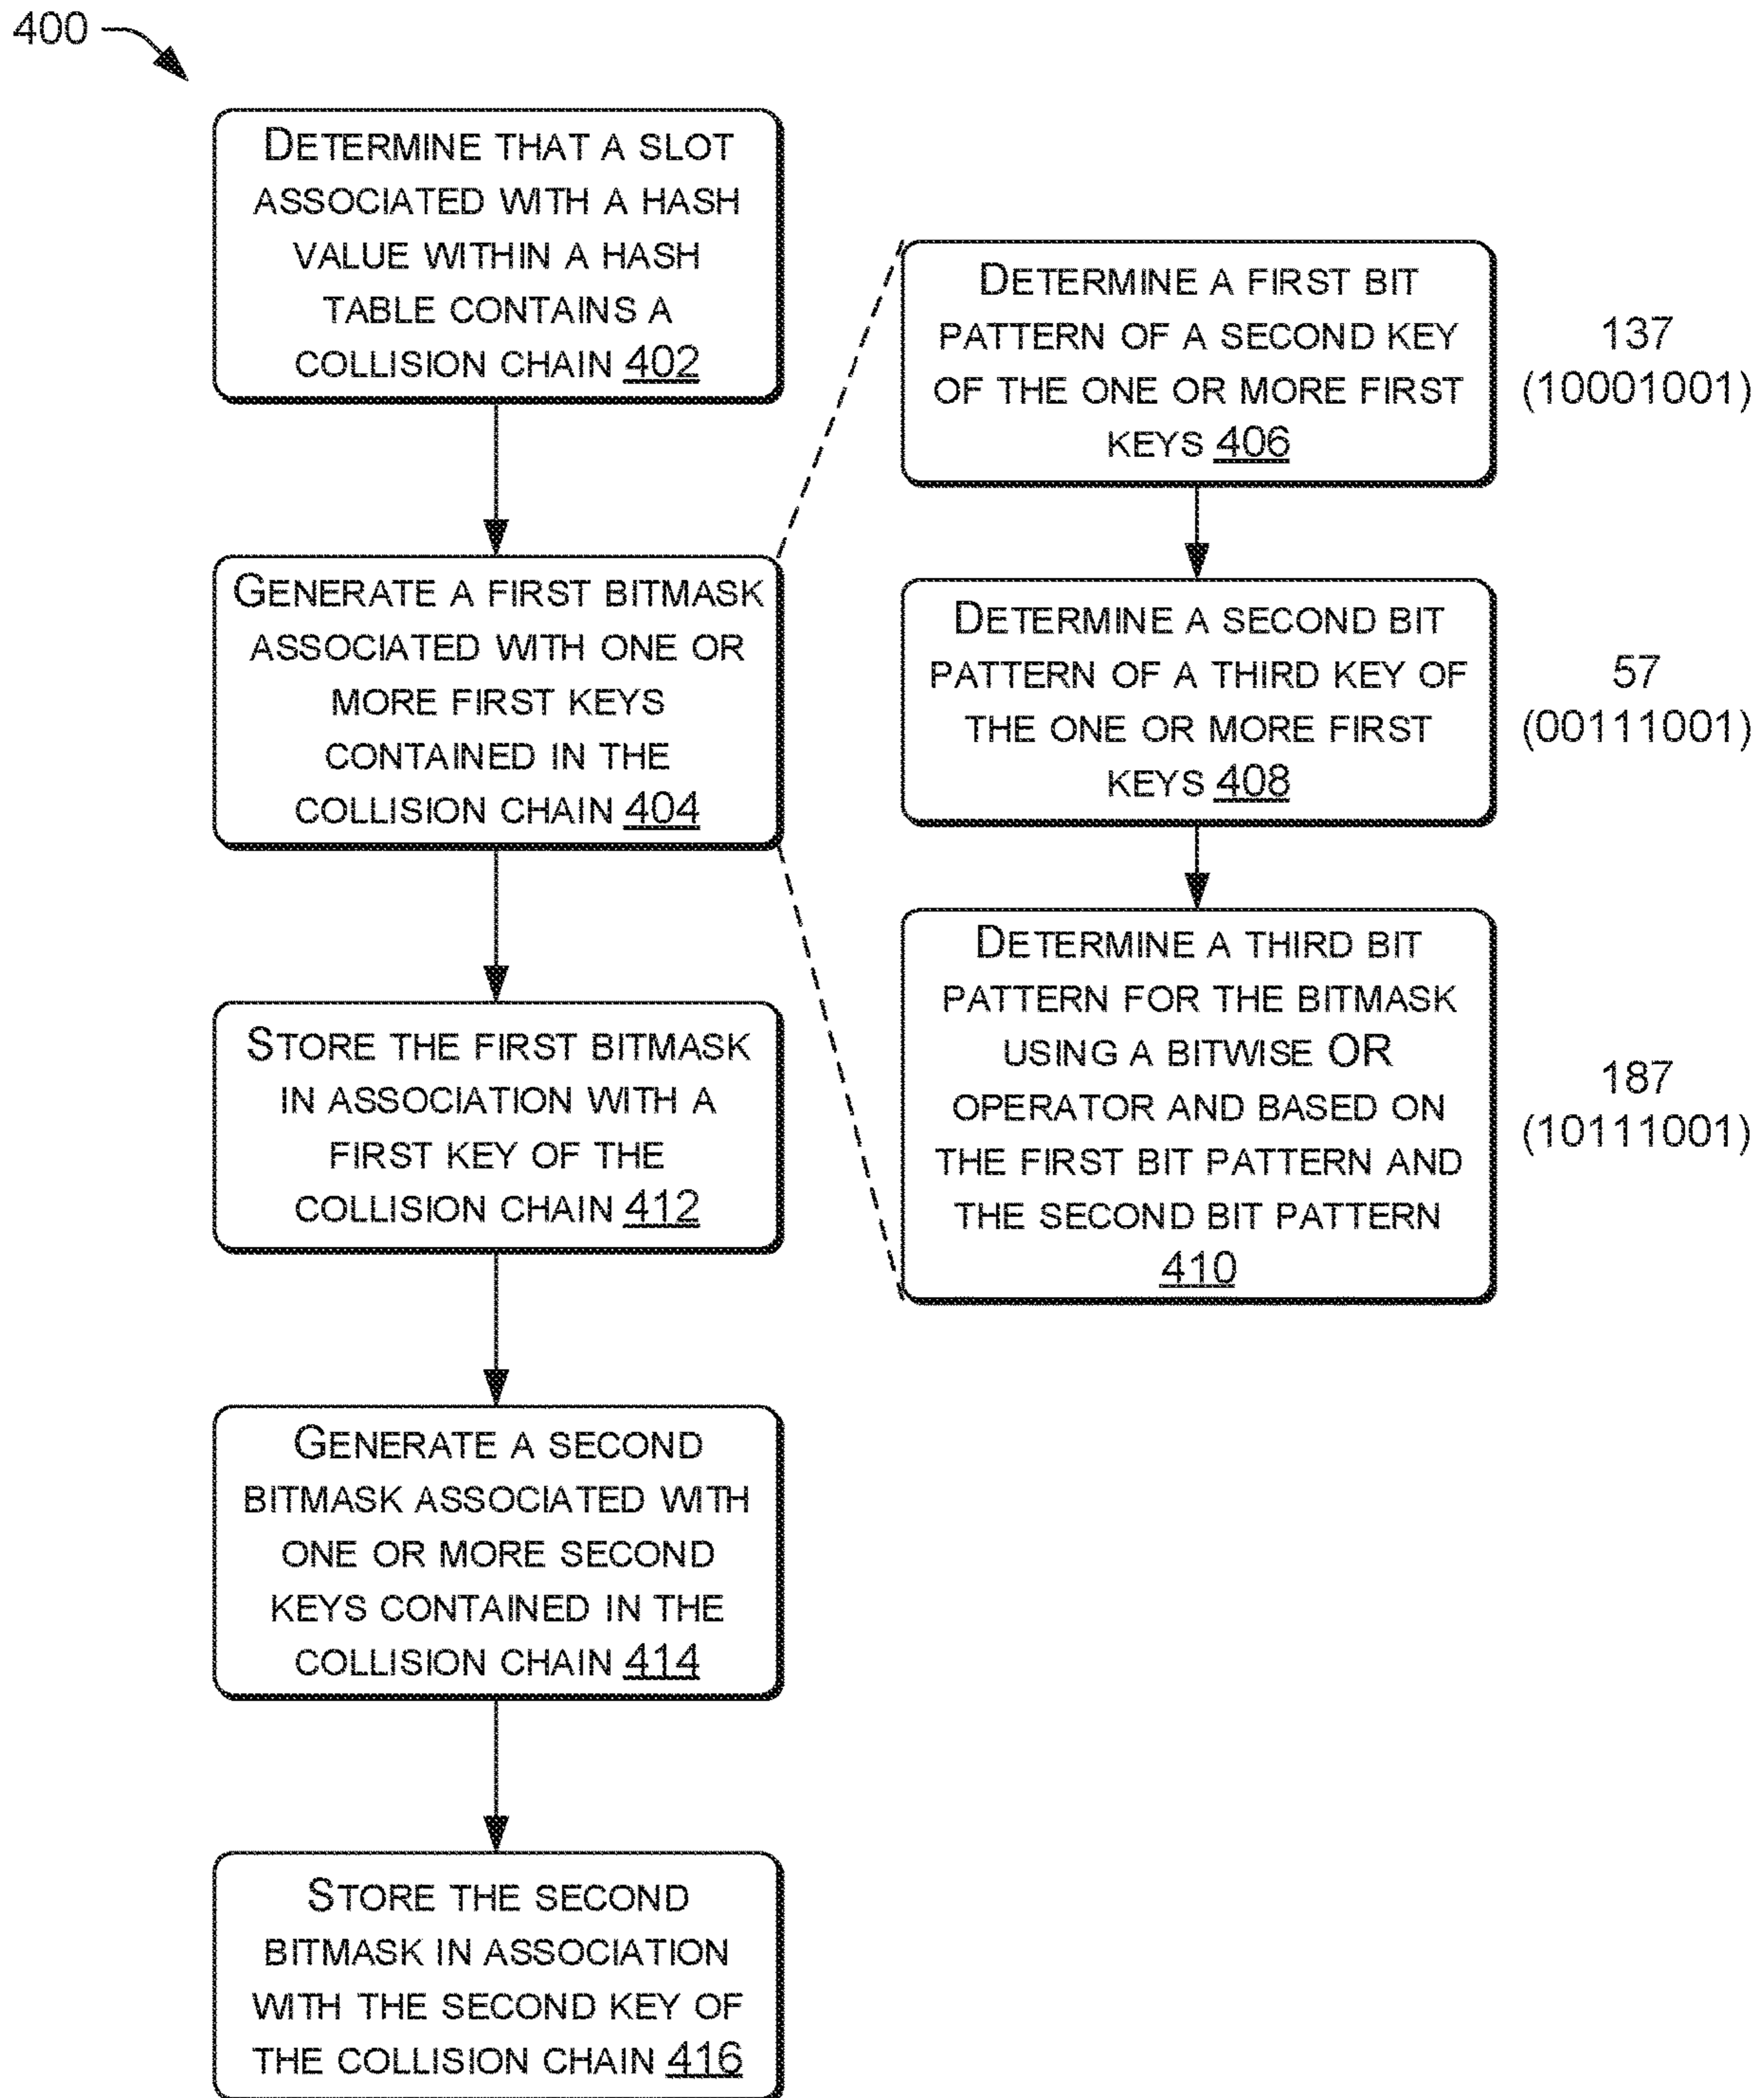 400
DETERMINE THAT A SLOT
ASSOCIATED WITH A HASH
VALUE WITHIN A HASH
TABLE CONTAINS A
COLLISION CHAIN 402
GENERATE A FIRST BITMASK
ASSOCIATED WITH ONE OR
MORE FIRST KEYS
CONTAINED IN THE
COLLISION CHAIN 404
DETERMINE A FIRST BIT
PATTERN OF A SECOND KEY
OF THE ONE OR MORE FIRST
KEYS 406
137
(10001001)
DETERMINE A SECOND BIT
PATTERN OF A THIRD KEY OF
THE ONE OR MORE FIRST
KEYS 408
57
(00111001)
DETERMINE A THIRD BIT
PATTERN FOR THE BITMASK
USING A BITWISE OR
OPERATOR AND BASED ON
THE FIRST BIT PATTERN AND
THE SECOND BIT PATTERN
410
187
(10111001)
STORE THE FIRST BITMASK
IN ASSOCIATION WITH A
FIRST KEY OF THE
COLLISION CHAIN 412
GENERATE A SECOND
BITMASK ASSOCIATED WITH
ONE OR MORE SECOND
KEYS CONTAINED IN THE
COLLISION CHAIN 414
STORE THE SECOND
BITMASK IN ASSOCIATION
WITH THE SECOND KEY OF
THE COLLISION CHAIN 416